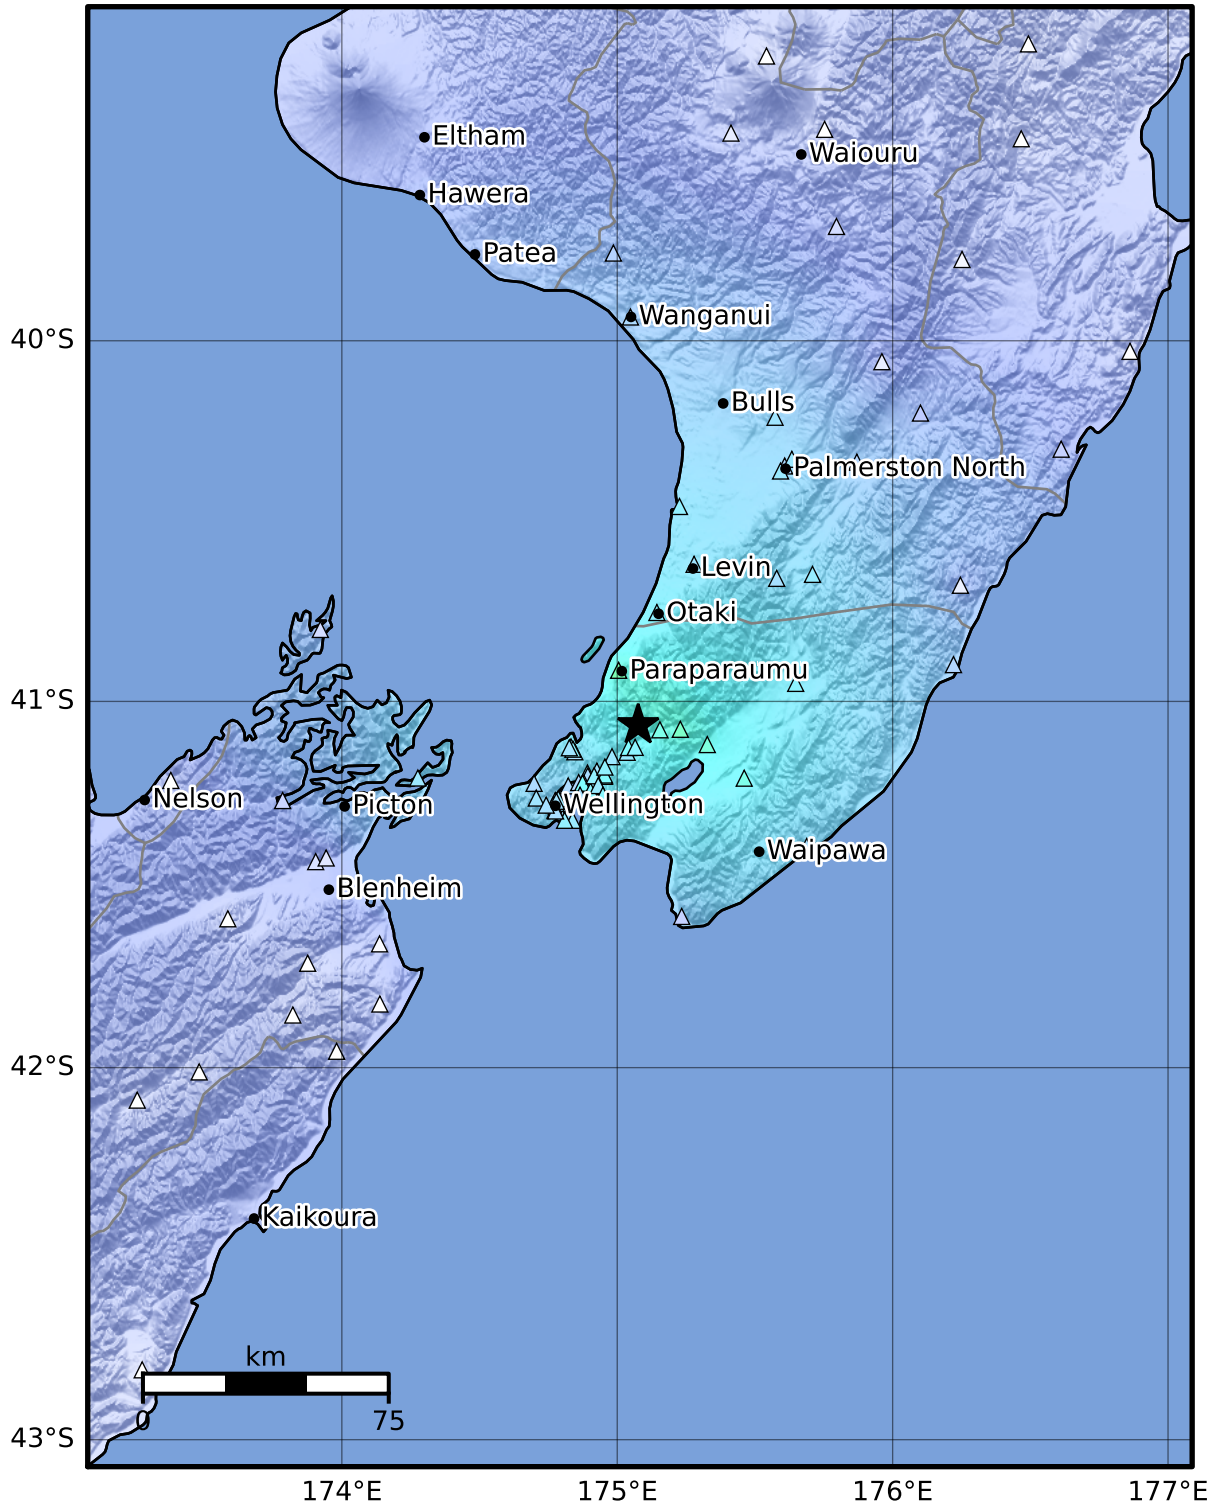 Eltham
Waiouru
Hawera
Patea
Wanganui
40°S
Bulls
Palmerston North
Levin
Otaki
Paraparaumu
41°S
Nelson
Picton
Wellington
Waipawa
Blenheim
42°S
Kaikoura
km
0
75
43°S
174°E
175°E
176°E
177°E